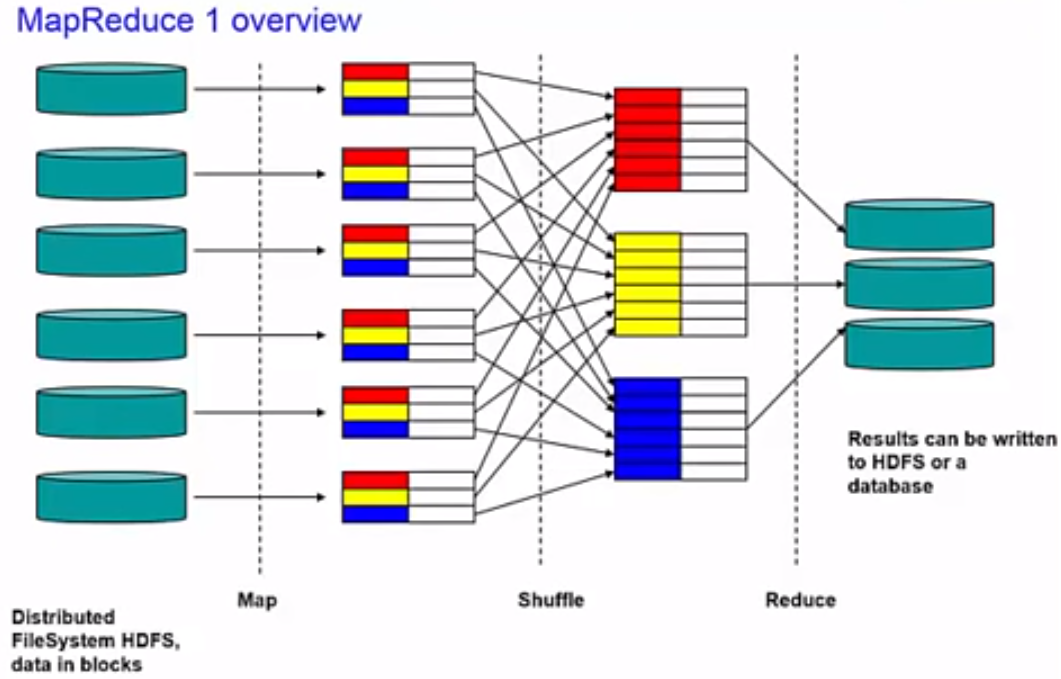 MapReduce 1 overview
Results can be written
to HDFS or a
database
Map
Shuffle
Reduce
Distributed
FileSystem HDFS,
data in blocks